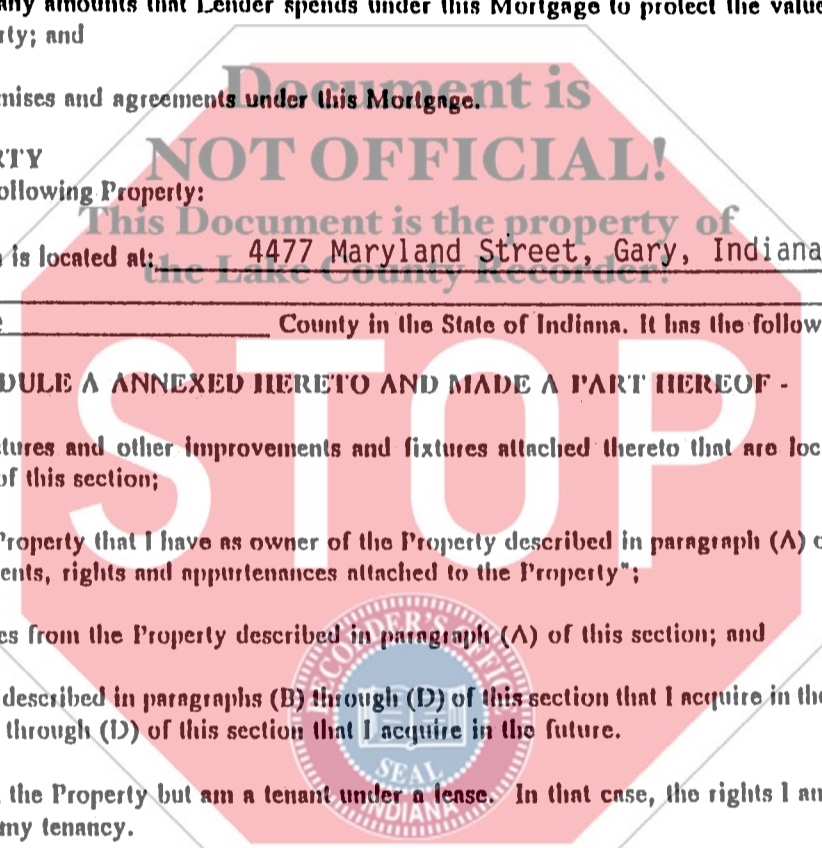 any amounts that Lender spends under this Mortgage to protect the value
rty; and
Document is
mises and agreements under this Mortgage.
NOT OFFICIAL!
RTY
ollowing Property:
This Document is the property of
is located at: 4477 Maryland Street, Gary, Indiana
the Lake County Recorder!
County in the State of Indiana. It has the follow
STOP
DULE A ANNEXED HERETO AND MADE A PART HEREOF -
tures and other improvements and fixtures attached thereto that are loc
of this section;
Property that I have as owner of the Property described in paragraph (A) o
ents, rights and appurtenances attached to the Property";
es from the Property described in paragraph (A) of this section; and
RECORDER'S OFFICE
described in paragraphs (B) through (D) of this section that I acquire in the
through (D) of this section that I acquire in the future.
SEAL
the Property but am a tenant under a lease. In that case, the rights I am
INDIANA
my tenancy.